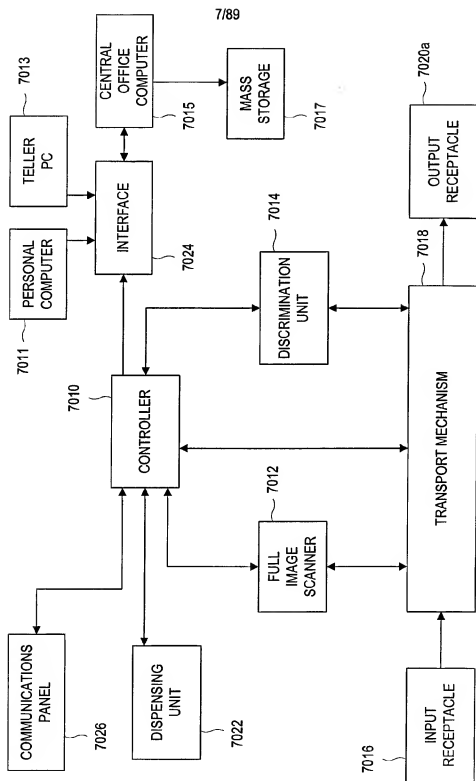 7/89
7013
TELLER
PC
PERSONAL
COMPUTER
7011
INTERFACE
7024
CENTRAL
OFFICE
COMPUTER
7015
MASS
STORAGE
7017
7010
CONTROLLER
7014
DISCRIMINATION
UNIT
7020a
OUTPUT
RECEPTACLE
7018
TRANSPORT MECHANISM
7012
FULL
IMAGE
SCANNER
COMMUNICATIONS
PANEL
7026
DISPENSING
UNIT
7022
7016
INPUT
RECEPTACLE